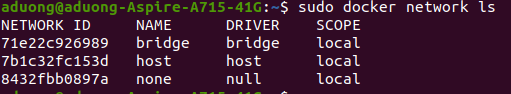 aduong@aduong-Aspire-A715-41G:~$ sudo docker network ls
NETWORK ID     NAME      DRIVER    SCOPE
71e22c926989   bridge    bridge    local
7b1c32fc153d   host      host      local
8432fbb0897a   none      null      local